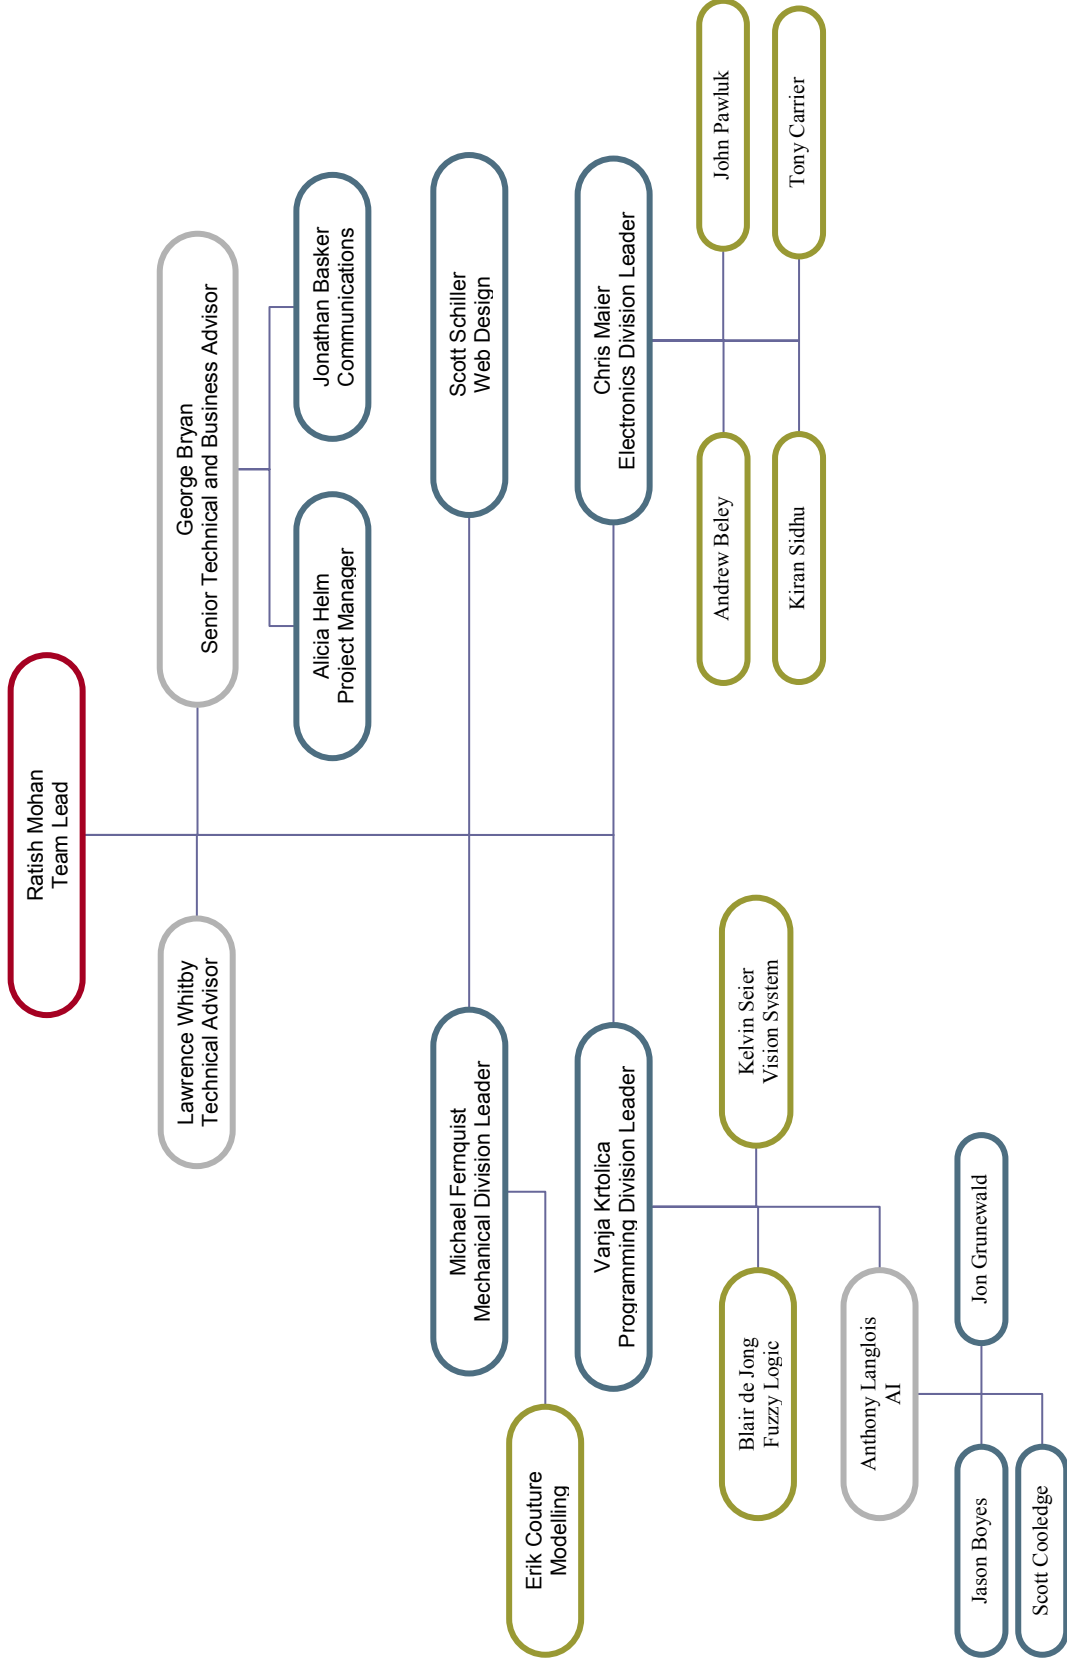 Ratish Mohan
Team Lead
Lawrence Whitby
Technical Advisor
George Bryan
Senior Technical and Business Advisor
Alicia Helm
Project Manager
Jonathan Basker
Communications
Michael Fernquist
Mechanical Division Leader
Scott Schiller
Web Design
Erik Couture
Modelling
Vanja Krtolica
Programming Division Leader
Chris Maier
Electronics Division Leader
Blair de Jong
Fuzzy Logic
Kelvin Seier
Vision System
Andrew Beley
John Pawluk
Kiran Sidhu
Tony Carrier
Anthony Langlois
AI
Jason Boyes
Jon Grunewald
Scott Cooledge